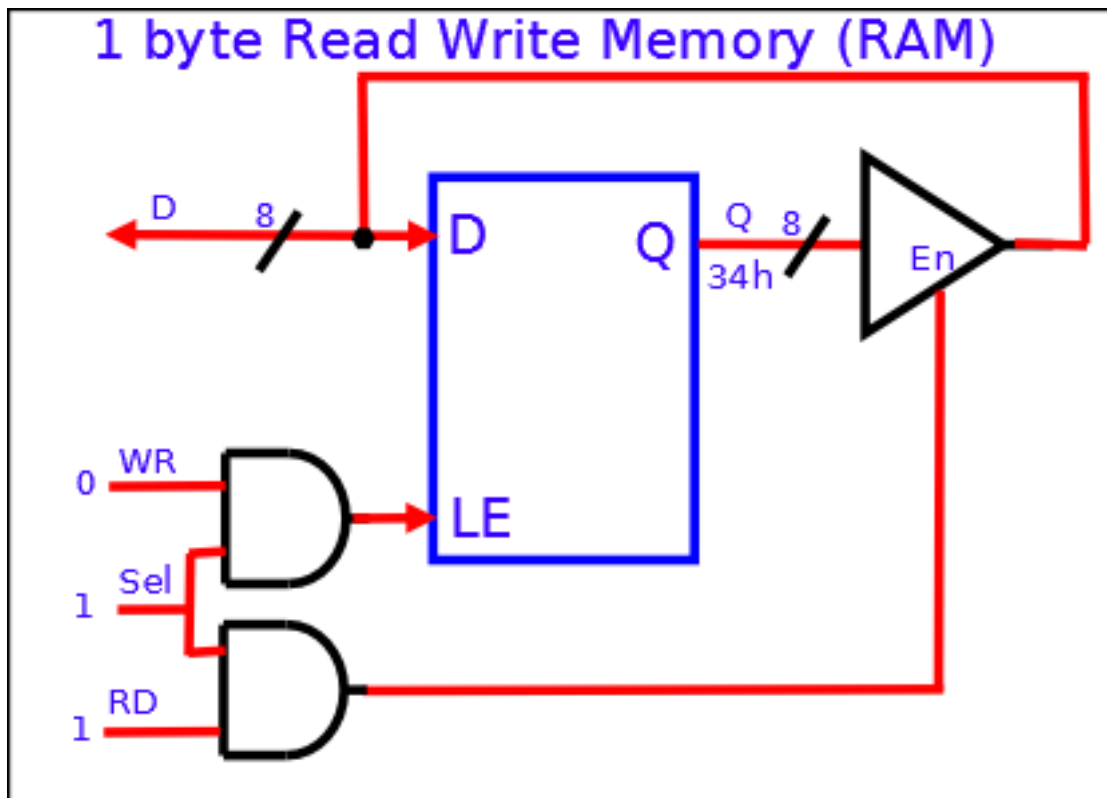 1 byte Read Write Memory (RAM)
D 8
D Q
Q 8
34h
En
0 WR
LE
1 Sel
1 RD